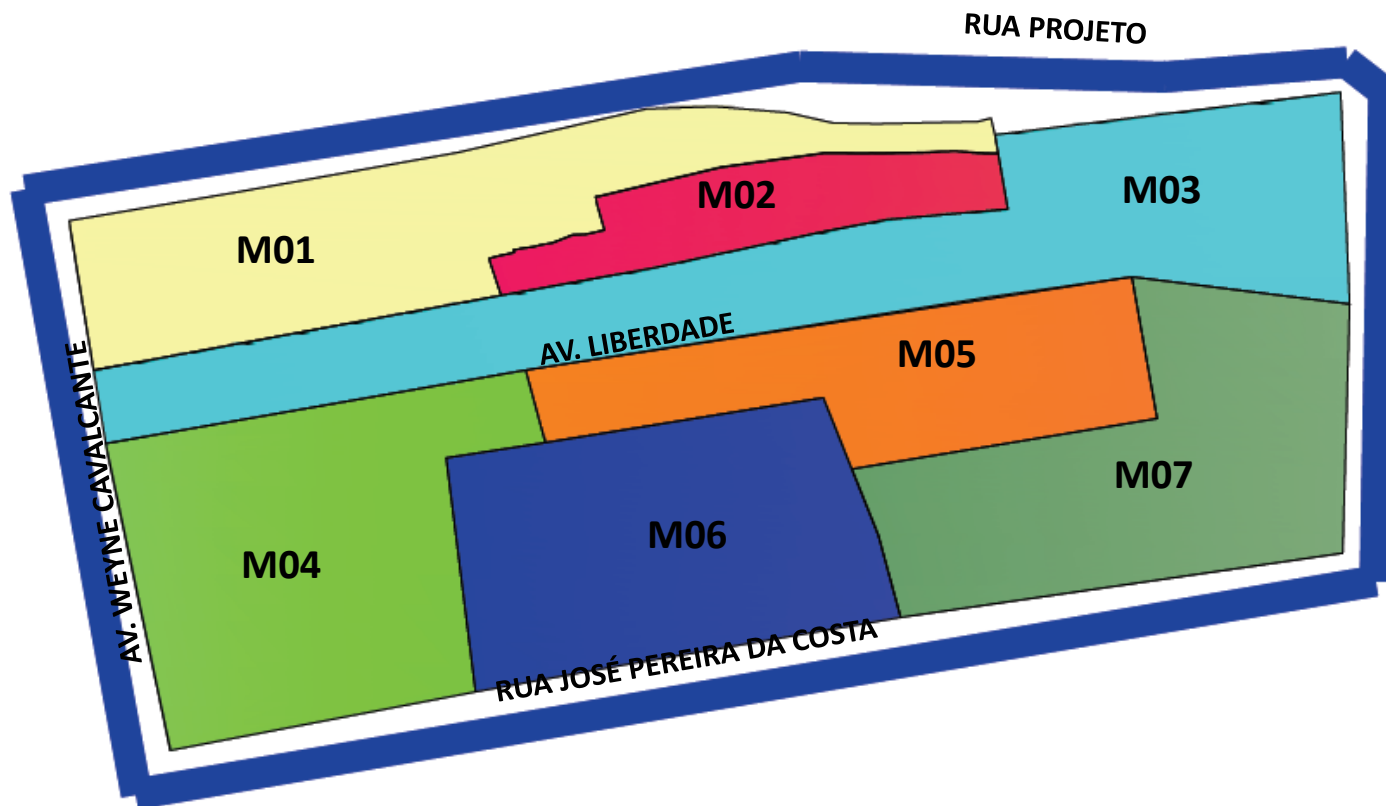 RUA PROJETO
M03
M02
M01
AV. LIBERDADE
M05
AV. WEYNE CAVALCANTE
M07
M06
M04
RUA JOSÉ PEREIRA DA COSTA